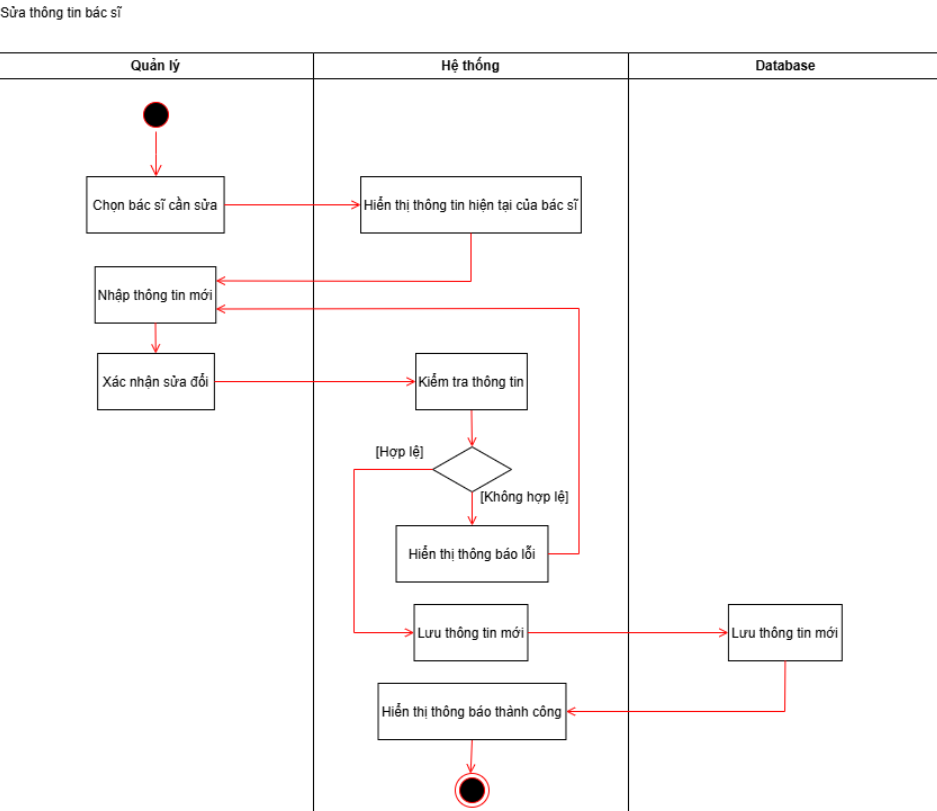 Sửa thông tin bác sĩ
Quản lý
Hệ thống
Database
Chọn bác sĩ cần sửa
Hiển thị thông tin hiện tại của bác sĩ
Nhập thông tin mới
Xác nhận sửa đổi
Kiểm tra thông tin
[Hợp lệ]
[Không hợp lệ]
Hiển thị thông báo lỗi
Lưu thông tin mới
Lưu thông tin mới
Hiển thị thông báo thành công